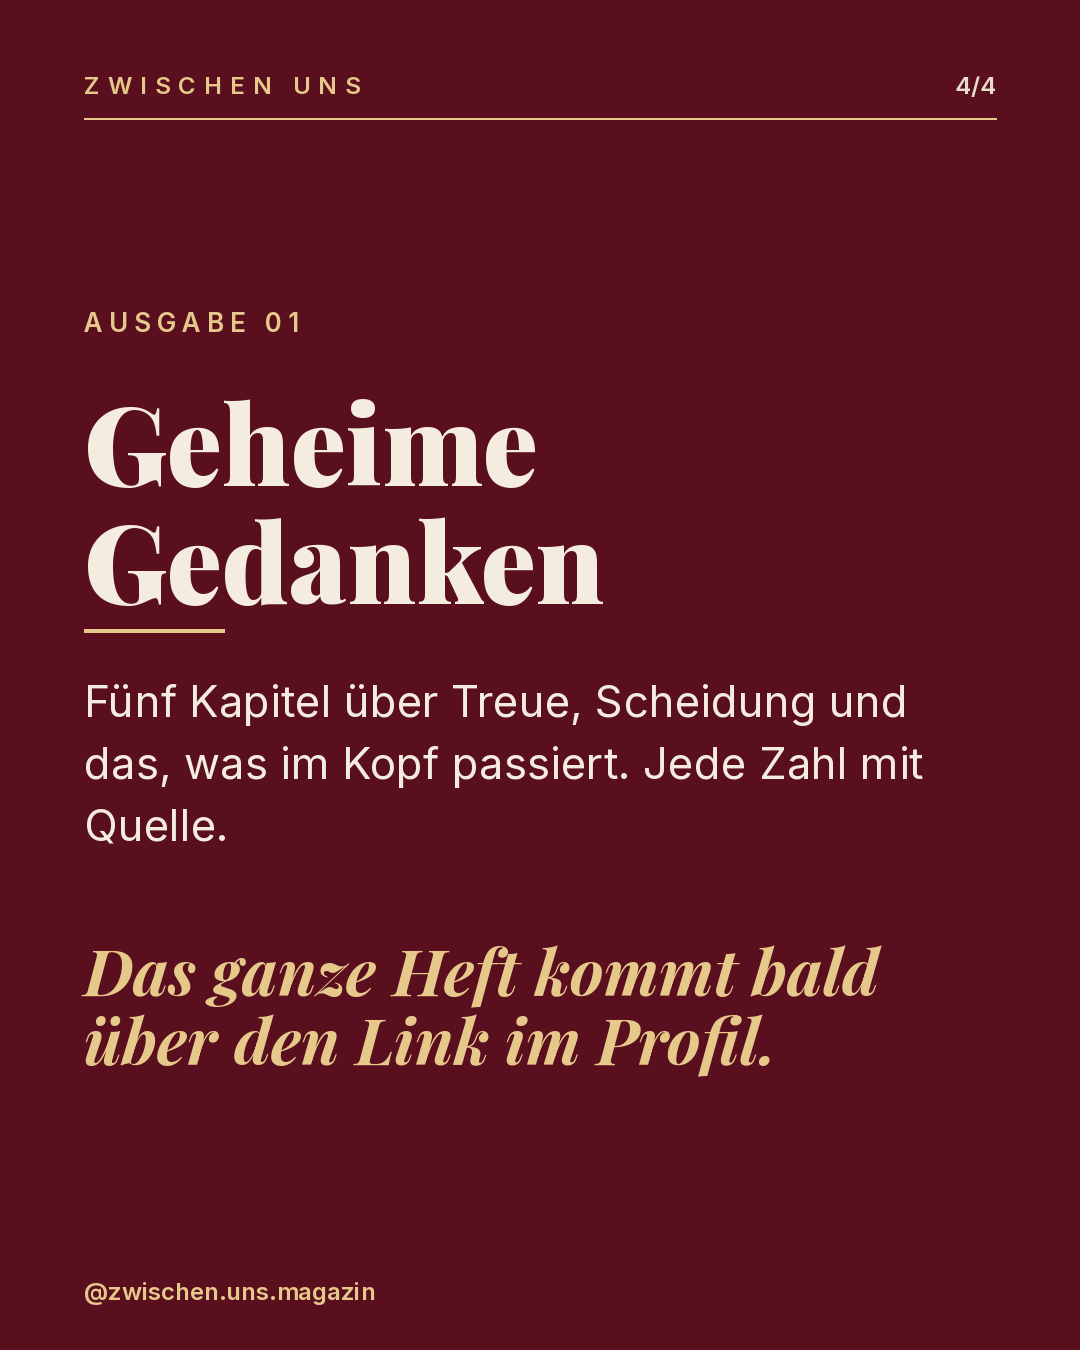 ZWISCHEN UNS
4/4
AUSGABE 01
Geheime
Gedanken
Fünf Kapitel über Treue, Scheidung und
das, was im Kopf passiert. Jede Zahl mit
Quelle.
Das ganze Heft kommt bald
über den Link im Profil.
@zwischen.uns.magazin